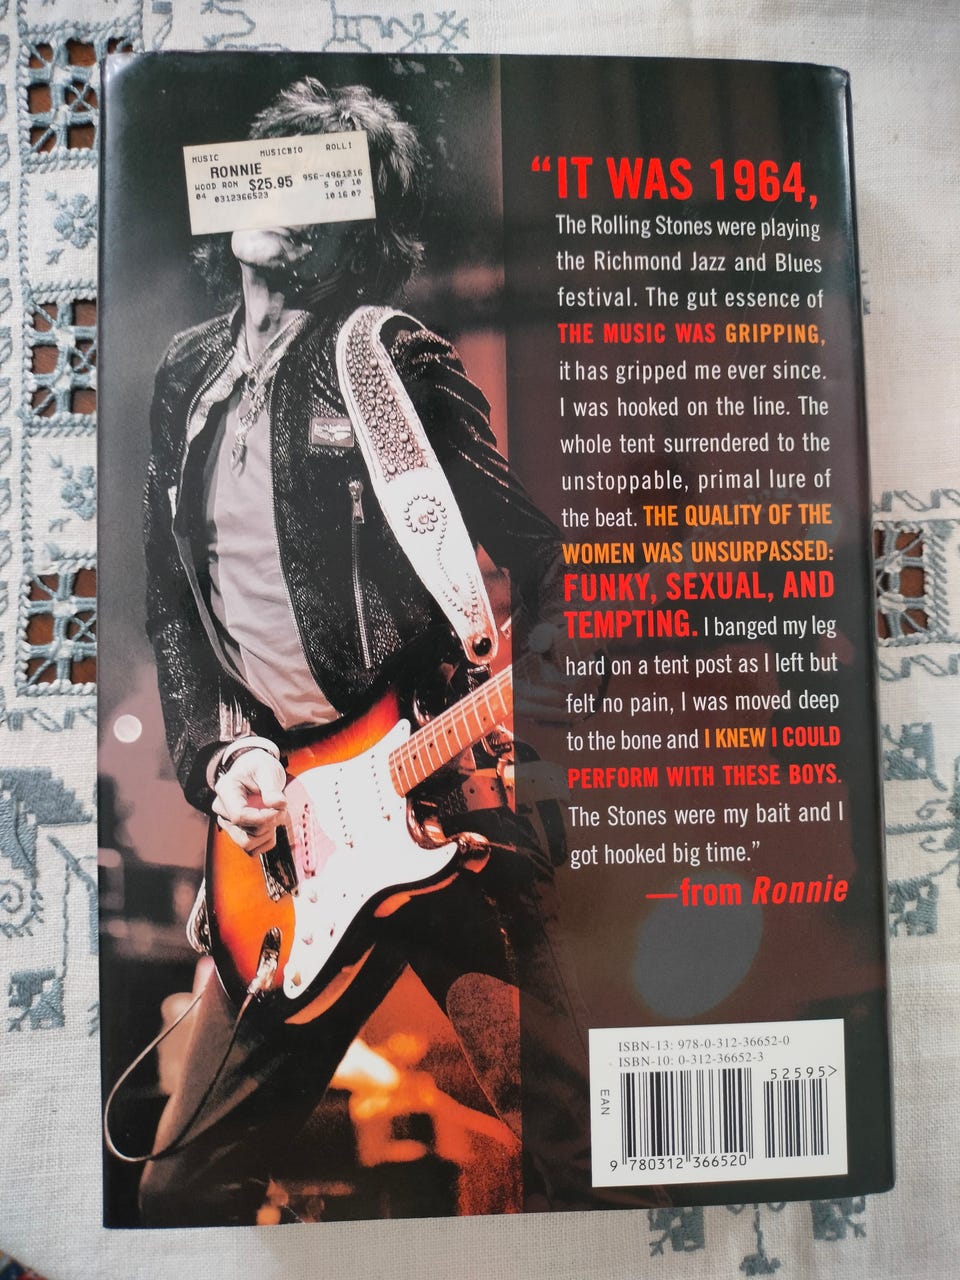 MUSIC MUSICBIO ROLL!
RONNIE
WOOD RON $25.95 956-4961216
5 OF 10
04 0312366523 10 16 07
“IT WAS 1964,
The Rolling Stones were playing
the Richmond Jazz and Blues
festival. The gut essence of
THE MUSIC WAS GRIPPING,
it has gripped me ever since.
I was hooked on the line. The
whole tent surrendered to the
unstoppable, primal lure of
the beat. THE QUALITY OF THE
WOMEN WAS UNSURPASSED:
FUNKY, SEXUAL, AND
TEMPTING. I banged my leg
hard on a tent post as I left but
felt no pain, I was moved deep
to the bone and I KNEW I COULD
PERFORM WITH THESE BOYS.
The Stones were my bait and I
got hooked big time.”
—from Ronnie
ISBN-13: 978-0-312-36652-0
ISBN-10: 0-312-36652-3
52595>
EAN
9 780312 366520